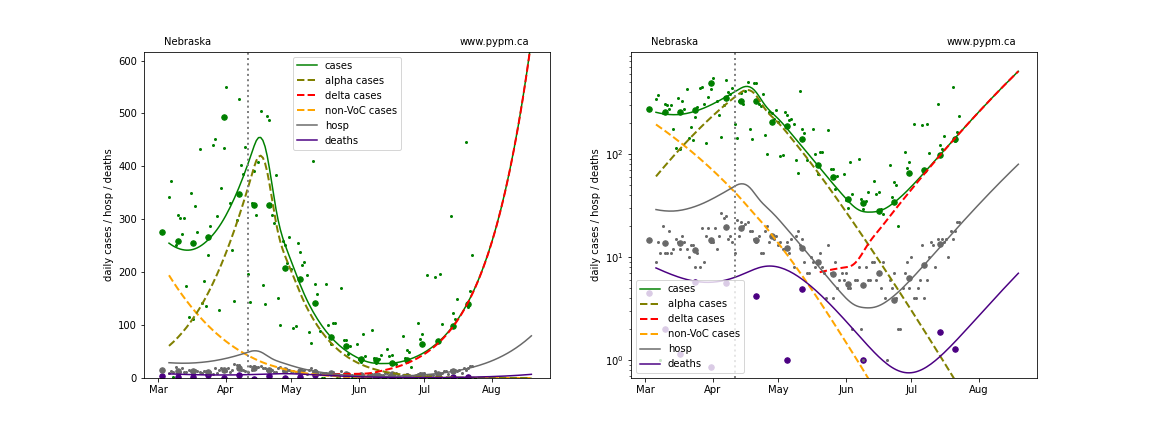 Nebraska
www.pypm.ca
600
500
400
300
200
100
0
daily cases / hosp / deaths
cases
alpha cases
delta cases
non-VoC cases
hosp
deaths
Mar
Apr
May
Jun
Jul
Aug
Nebraska
www.pypm.ca
10²
10¹
10⁰
daily cases / hosp / deaths
cases
alpha cases
delta cases
non-VoC cases
hosp
deaths
Mar
Apr
May
Jun
Jul
Aug